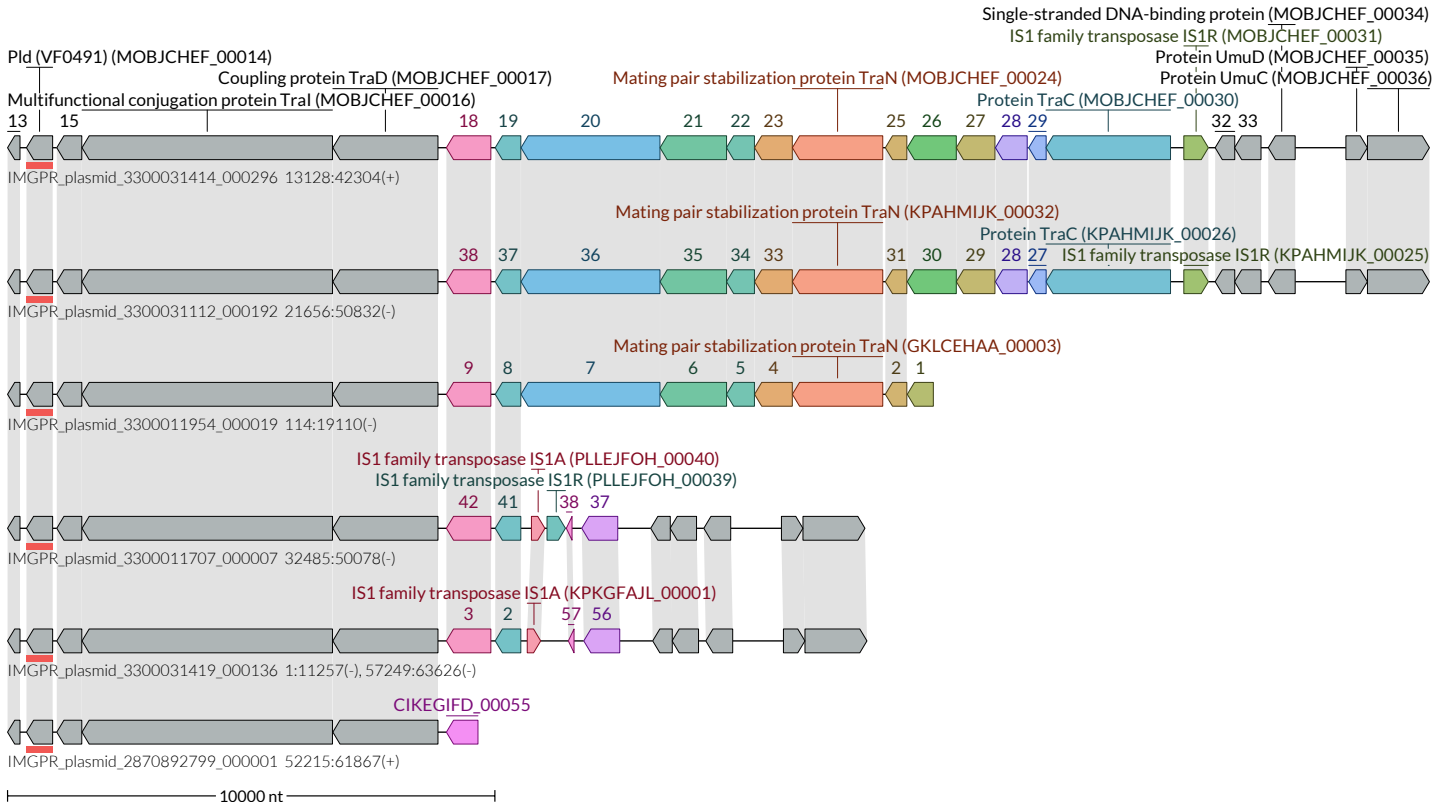 Single-stranded DNA-binding protein (MOBJCHEF_00034)
IS1 family transposase IS1R (MOBJCHEF_00031)
Pld (VF0491) (MOBJCHEF_00014)
Protein UmuD (MOBJCHEF_00035)
Coupling protein TraD (MOBJCHEF_00017)
Mating pair stabilization protein TraN (MOBJCHEF_00024)
Protein UmuC (MOBJCHEF_00036)
Multifunctional conjugation protein TraI (MOBJCHEF_00016)
Protein TraC (MOBJCHEF_00030)
13 15 18 19 20 21 22 23 25 26 27 28 29 32 33
IMGPR_plasmid_3300031414_000296 13128:42304(+)
Mating pair stabilization protein TraN (KPAHMIJK_00032)
Protein TraC (KPAHMIJK_00026)
38 37 36 35 34 33 31 30 29 28 27 IS1 family transposase IS1R (KPAHMIJK_00025)
IMGPR_plasmid_3300031112_000192 21656:50832(-)
Mating pair stabilization protein TraN (GKLCEHAA_00003)
9 8 7 6 5 4 2 1
IMGPR_plasmid_3300011954_000019 114:19110(-)
IS1 family transposase IS1A (PLLEJFOH_00040)
IS1 family transposase IS1R (PLLEJFOH_00039)
42 41 38 37
IMGPR_plasmid_3300011707_000007 32485:50078(-)
IS1 family transposase IS1A (KPKGFAJL_00001)
3 2 57 56
IMGPR_plasmid_3300031419_000136 1:11257(-), 57249:63626(-)
CIKEGIFD_00055
IMGPR_plasmid_2870892799_000001 52215:61867(+)
10000 nt